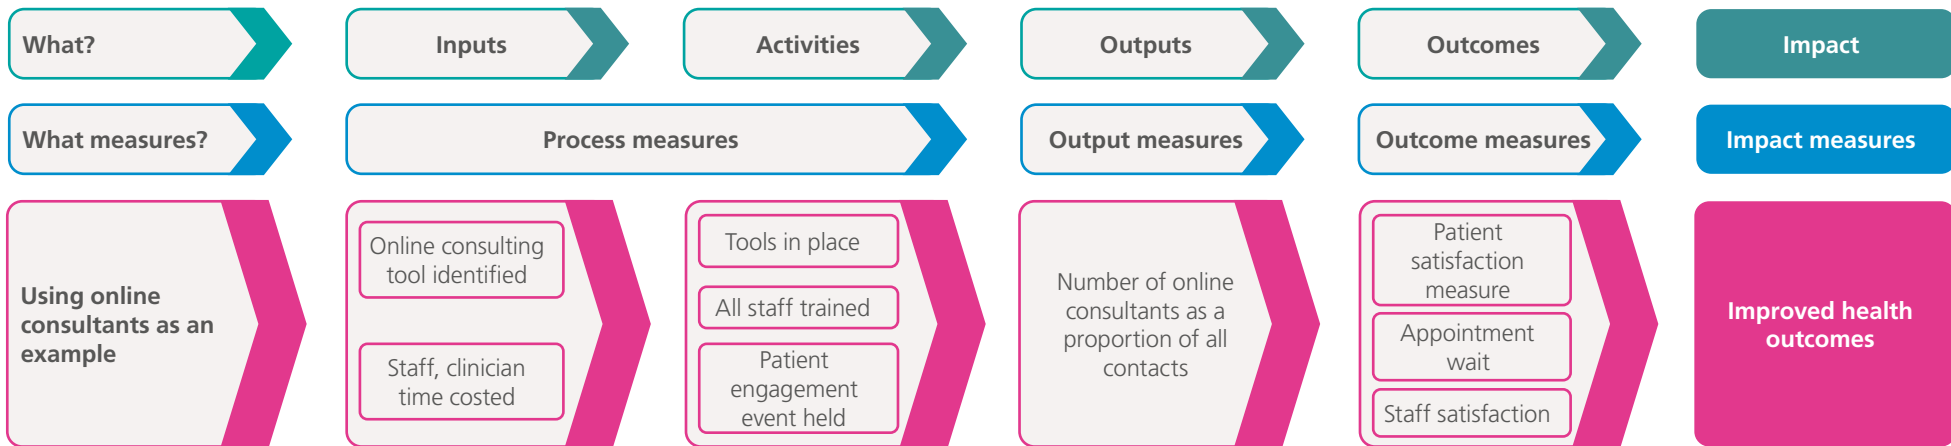 What?
Inputs
Activities
Outputs
Outcomes
Impact
What measures?
Process measures
Output measures
Outcome measures
Impact measures
Using online
consultants as an
example
Online consulting
tool identified
Staff, clinician
time costed
Tools in place
All staff trained
Patient
engagement
event held
Number of online
consultants as a
proportion of all
contacts
Patient
satisfaction
measure
Appointment
wait
Staff satisfaction
Improved health
outcomes